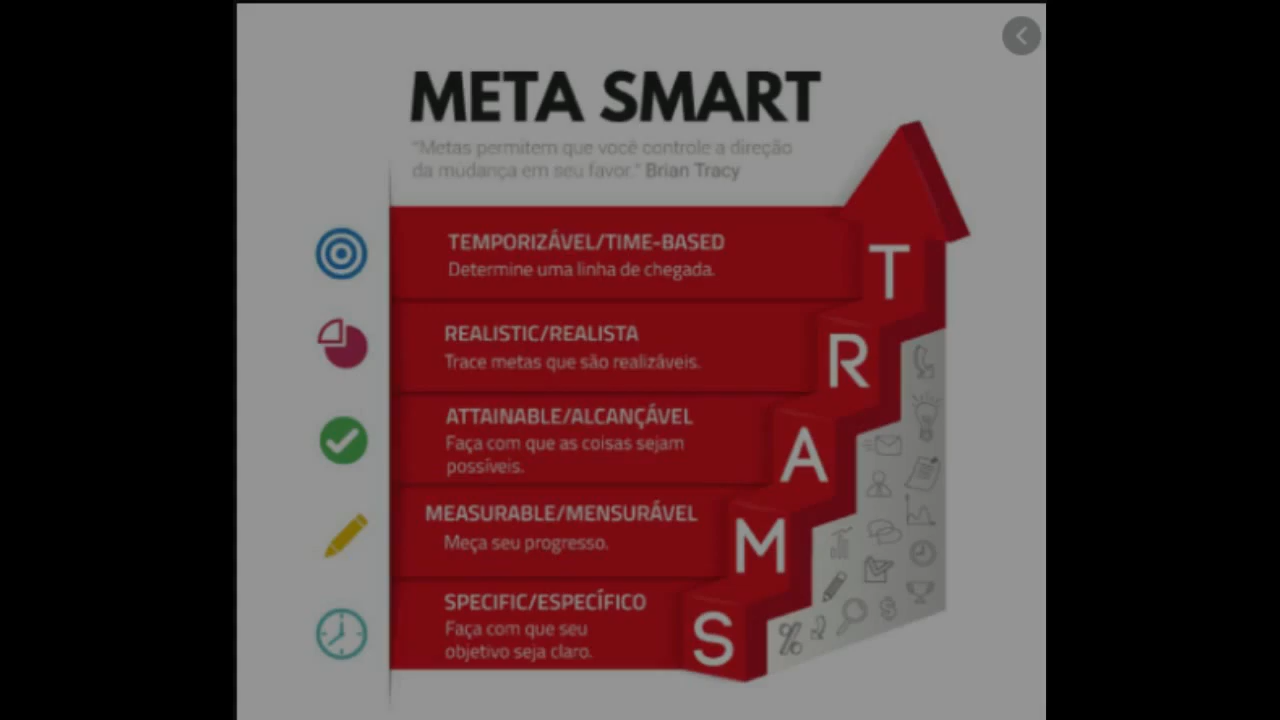 META SMART
“Metas permitem que você controle a direção
da mudança em seu favor.” Brian Tracy
TEMPORIZÁVEL/TIME-BASED
Determine uma linha de chegada.
T
REALISTIC/REALISTA
Trace metas que são realizáveis.
R
ATTAINABLE/ALCANÇÁVEL
Faça com que as coisas sejam
possíveis.
A
MEASURABLE/MENSURÁVEL
Meça seu progresso.
M
SPECIFIC/ESPECÍFICO
Faça com que seu
objetivo seja claro.
S
%
$